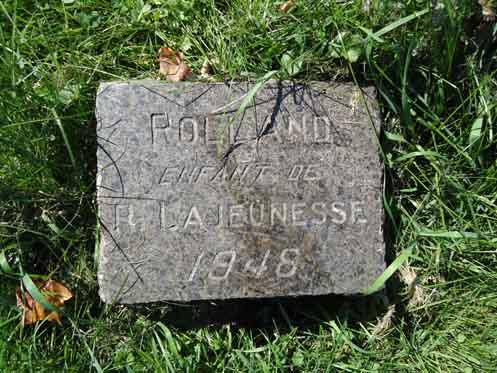 ROLLAND
ENFANT DE
R. LAJEUNESSE
1948